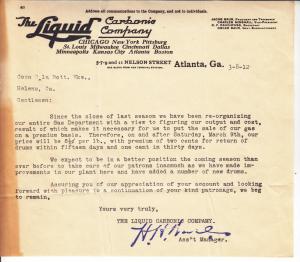 Address all communications to the Company, and not to individuals.
The Liquid Carbonic
Company
CHICAGO New York Pittsburg
St. Louis Milwaukee Cincinnati Dallas
Minneapolis Kansas City Atlanta Boston
JACOB BAUR, PRESIDENT AND TREASURER
5-7-9 and 11 NELSON STREET
Atlanta, Ga.
3-8-12
Helena, Ga.
Gentlemen:
Since the close of last season we have been re-organizing
our entire Gas Department with a view to figuring our output and cost,
result of which makes it necessary for us to put the sale of our gas
on a premium basis. Therefore, on and after Saturday, March 9th, our
price will be per lb., with a premium of two cents for return of
drums within fifteen days and one cent in thirty days.
We expect to be in a better position the coming season than
ever before to take care of our patrons inasmuch as we have made im-
provements in our plant here and have added a number of new drums.
Assuring you of our appreciation of your account and looking
forward with pleasure to a continuation of your kind patronage, we beg
to remain,
Yours very truly,
THE LIQUID CARBONIC COMPANY.
Ass't Manager.